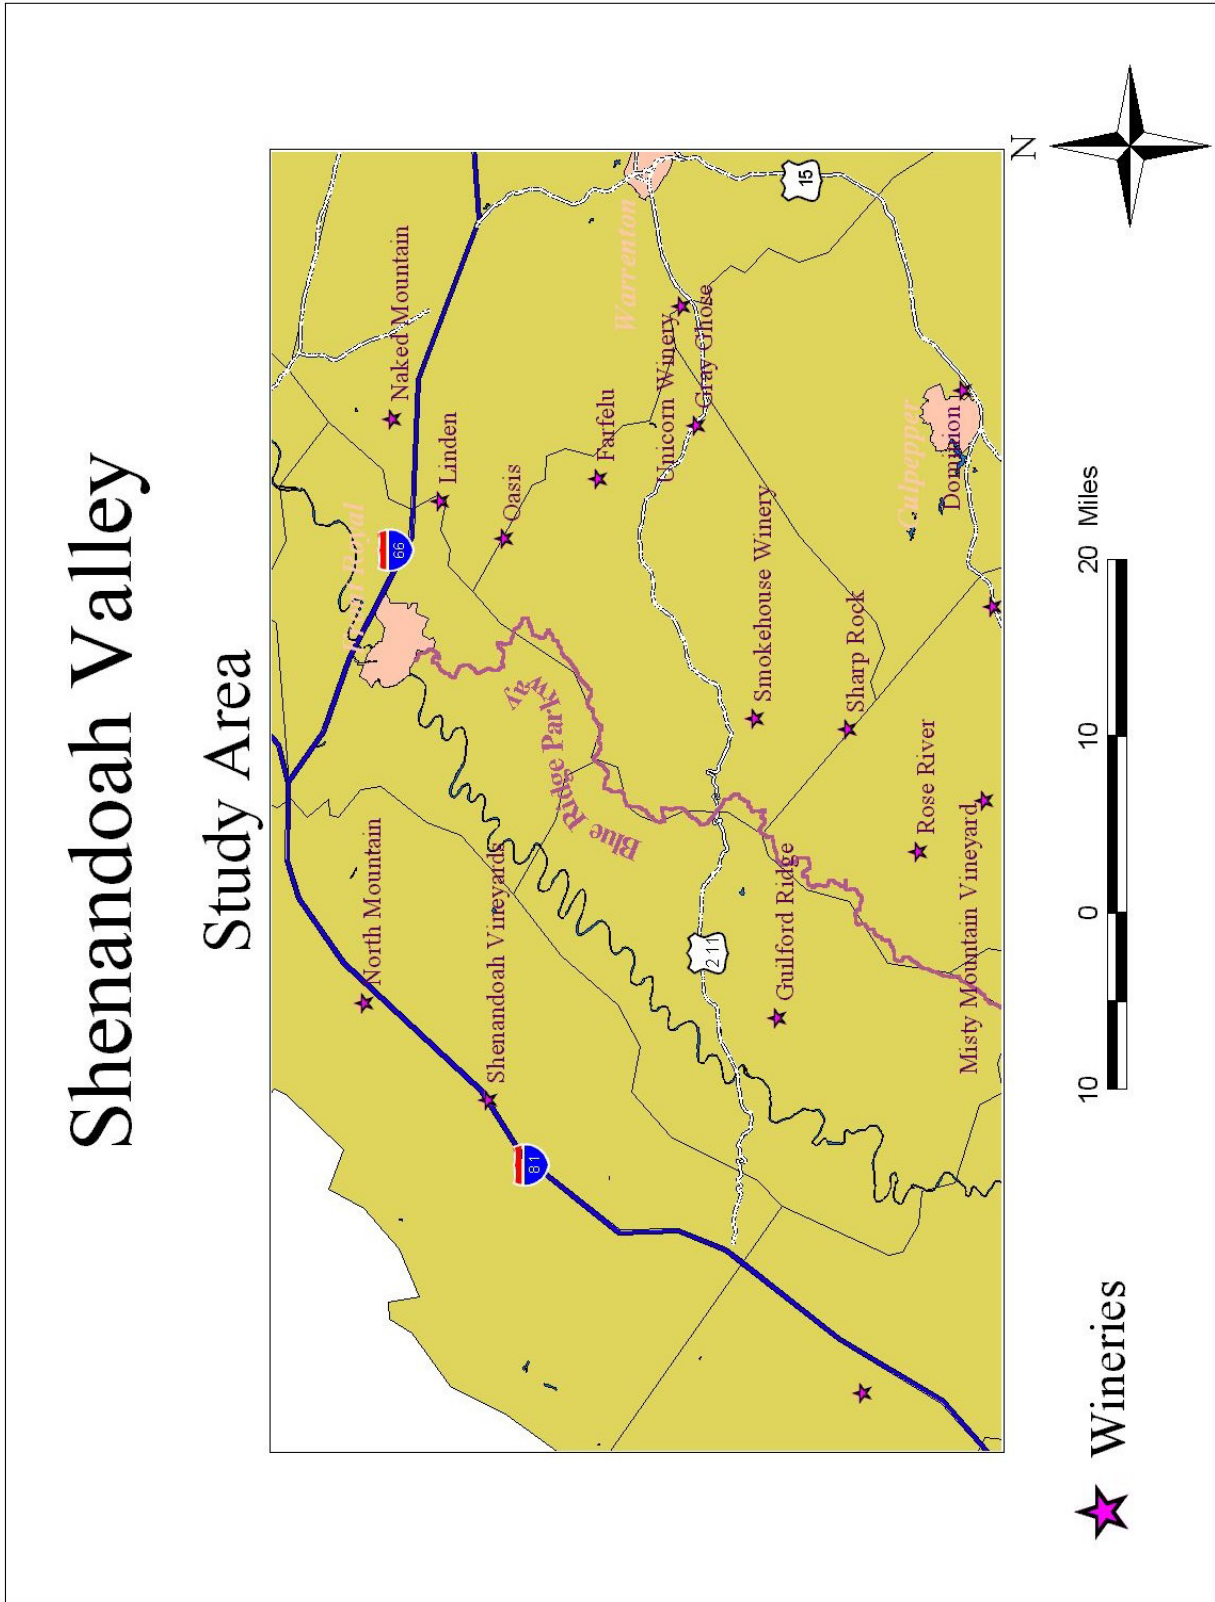 Shenandoah Valley
Study Area
Naked Mountain
North Mountain
66
Linden
Shenandoah Vineyards
Oasis
81
Blue Ridge Parkway
Farfelu
Warrenton
Unicorn Winery
Gray Ghose
211
Smokehouse Winery
Guilford Ridge
15
Sharp Rock
Culpepper
Rose River
Dominion
Misty Mountain Vineyard
N
Wineries
10 0 10 20 Miles